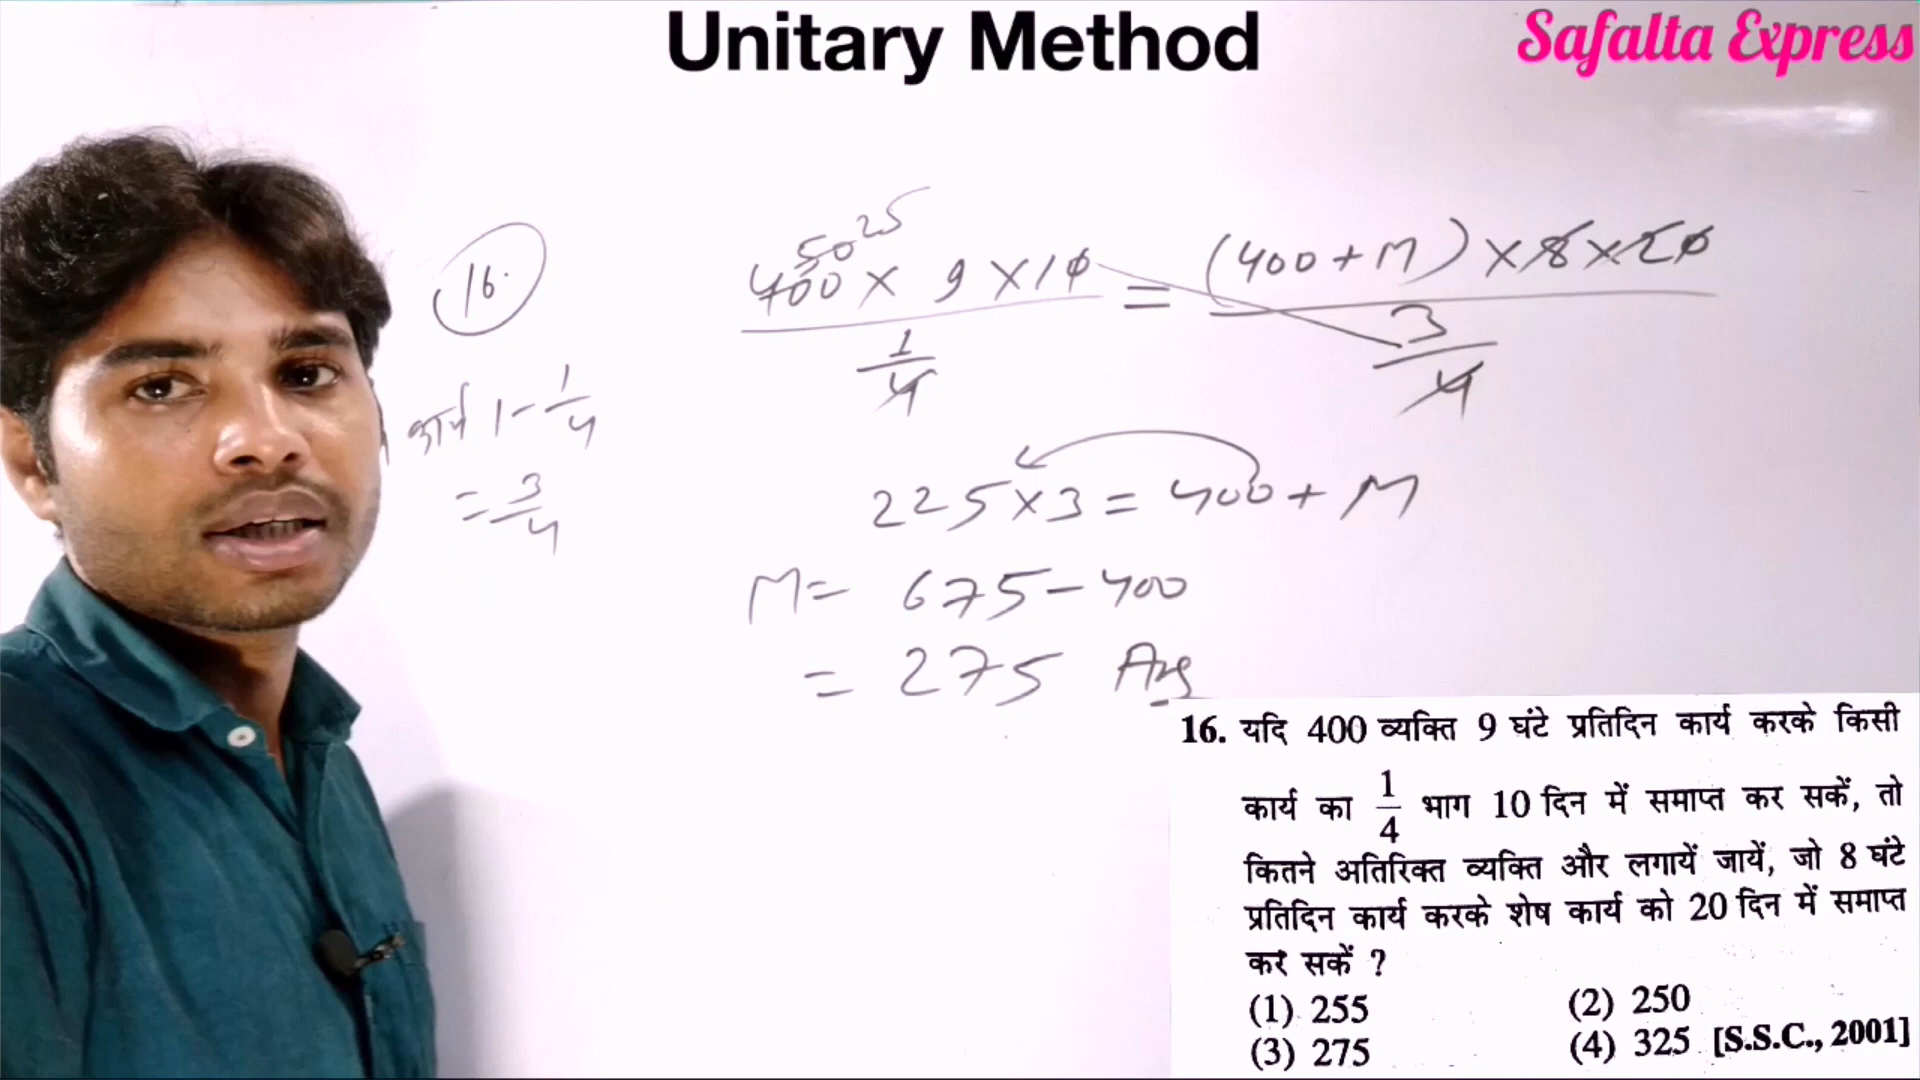 Unitary Method
Safalta Express
16.
कार्य 1 - 1/4
= 3/4
50 25
400 × 9 × 10 / 1/4 = (400 + M) × 8 × 20 / 3/4
225 × 3 = 400 + M
M = 675 - 400
= 275 Ans
16. यदि 400 व्यक्ति 9 घंटे प्रतिदिन कार्य करके किसी
कार्य का 1/4 भाग 10 दिन में समाप्त कर सकें, तो
कितने अतिरिक्त व्यक्ति और लगायें जायें, जो 8 घंटे
प्रतिदिन कार्य करके शेष कार्य को 20 दिन में समाप्त
कर सकें ?
(1) 255 (2) 250
(3) 275 (4) 325 [S.S.C., 2001]